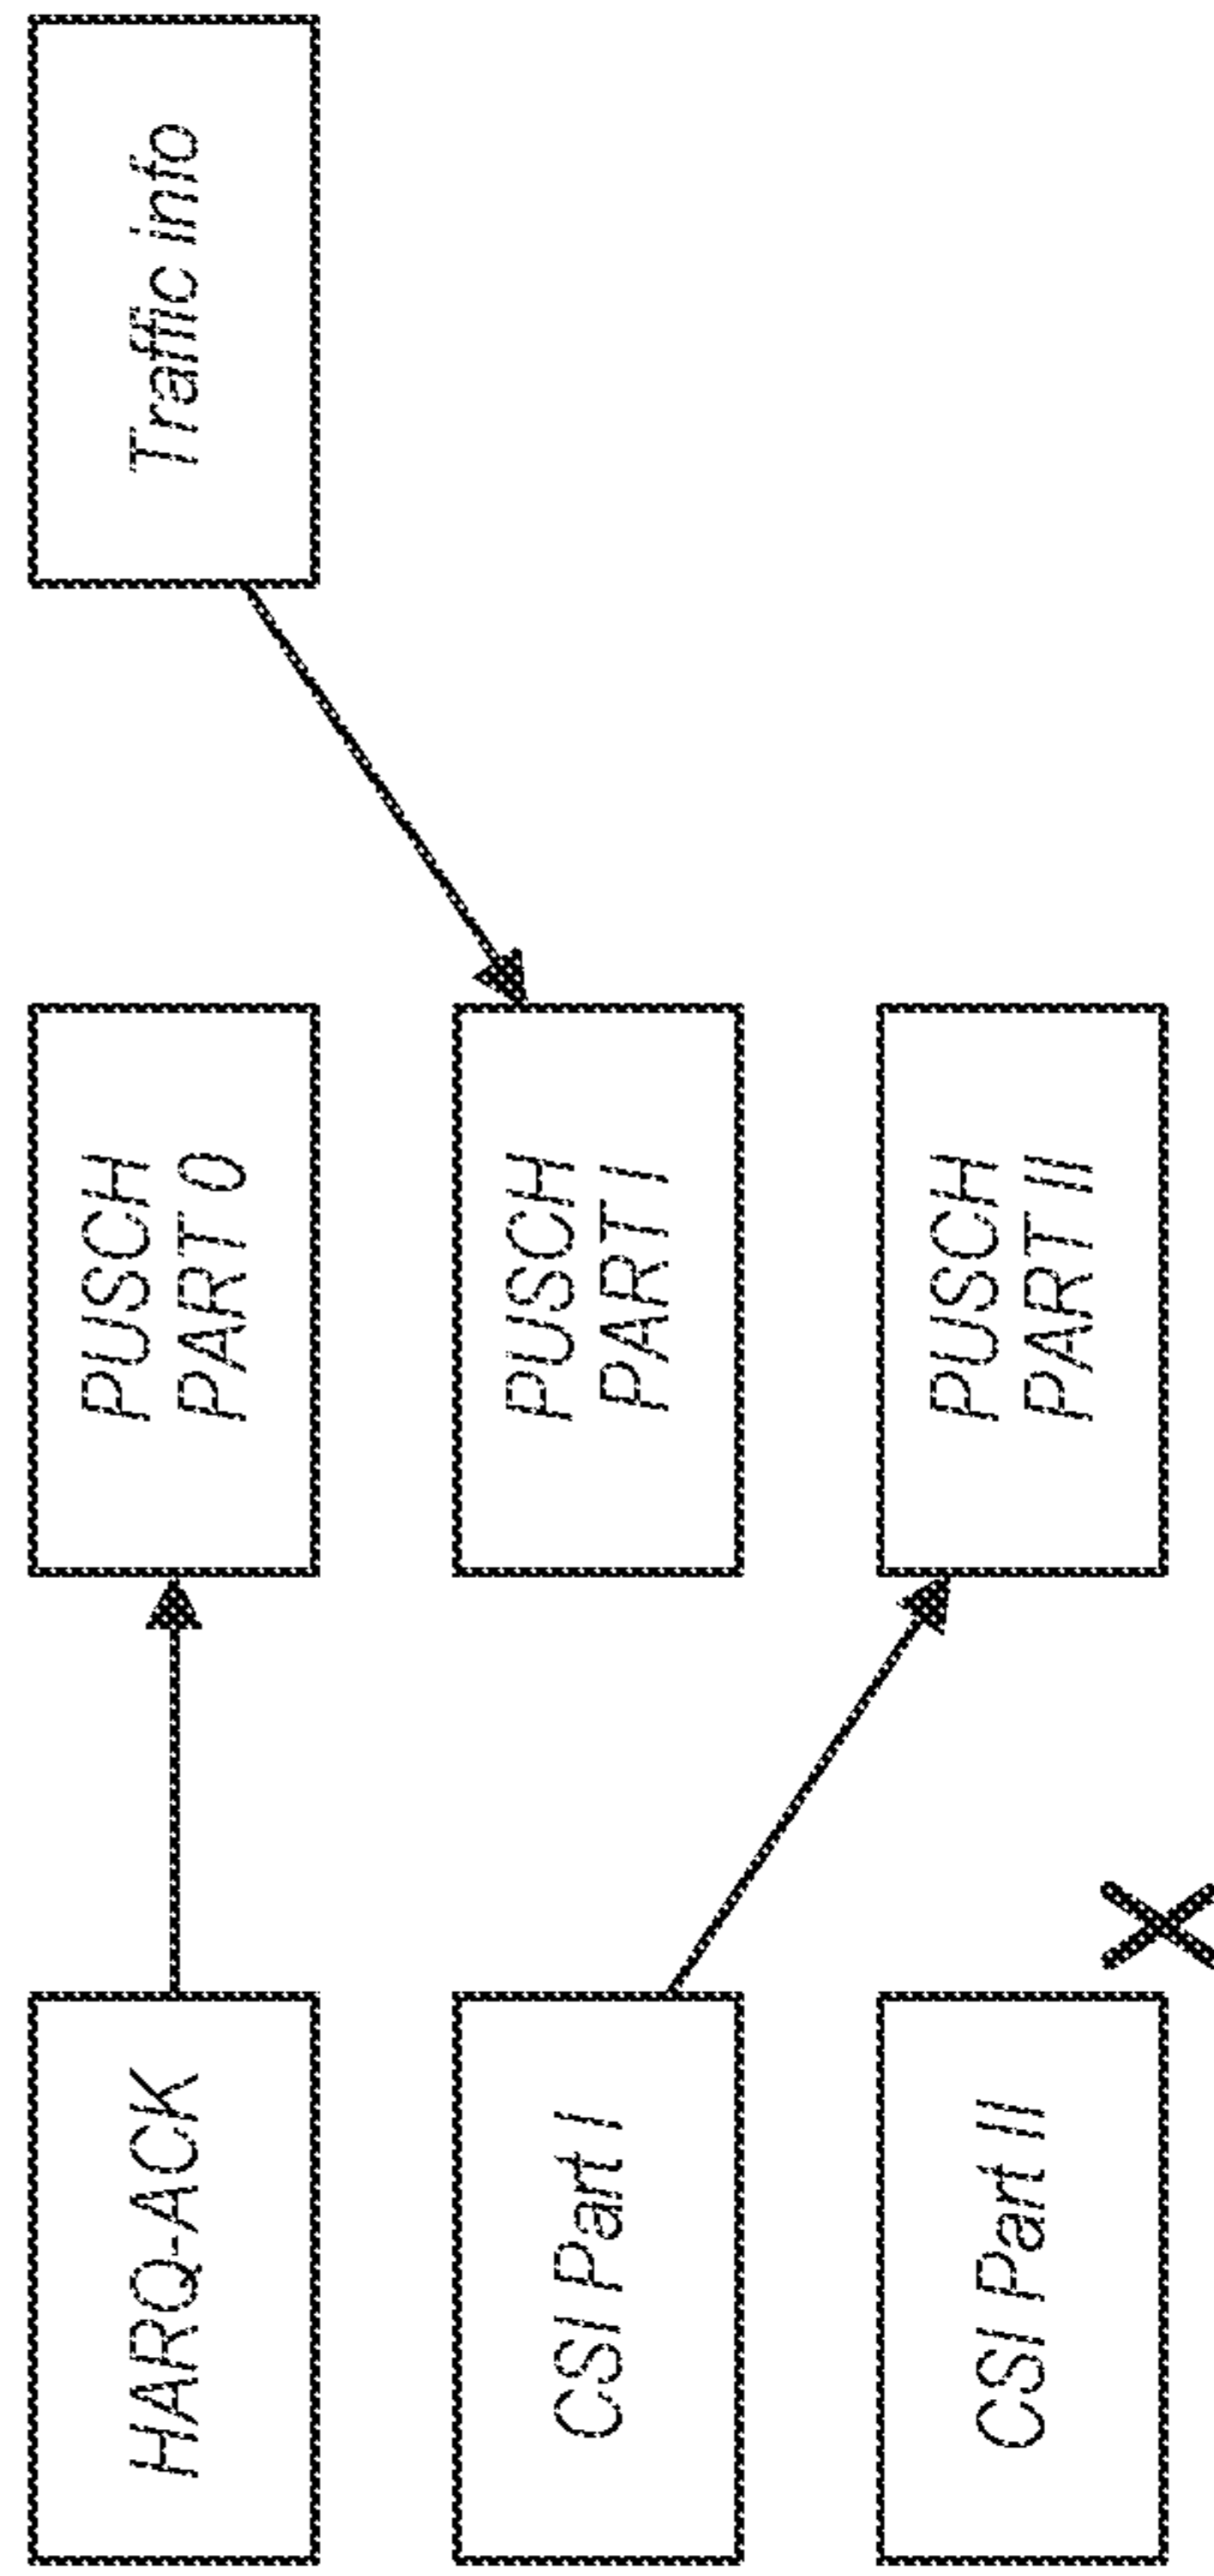 HARQ-ACK
PUSCH
PART 0
Traffic info
CSI Part I
PUSCH
PART I
CSI Part II
PUSCH
PART II